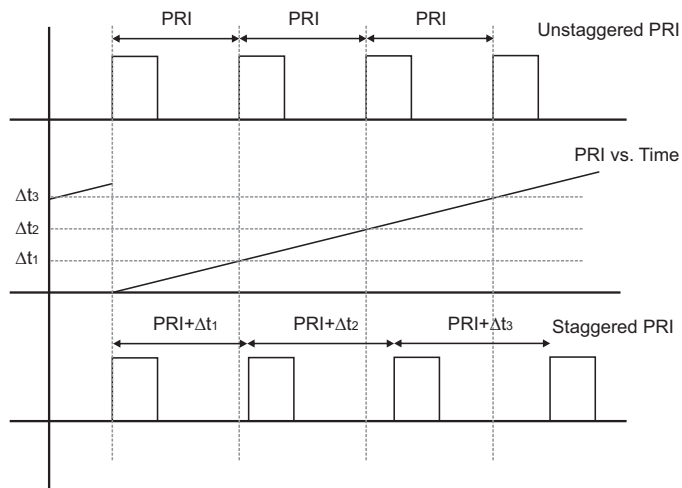 PRI PRI PRI Unstaggered PRI
PRI vs. Time
Δt3
Δt2
Δt1
PRI+Δt1 PRI+Δt2 PRI+Δt3 Staggered PRI